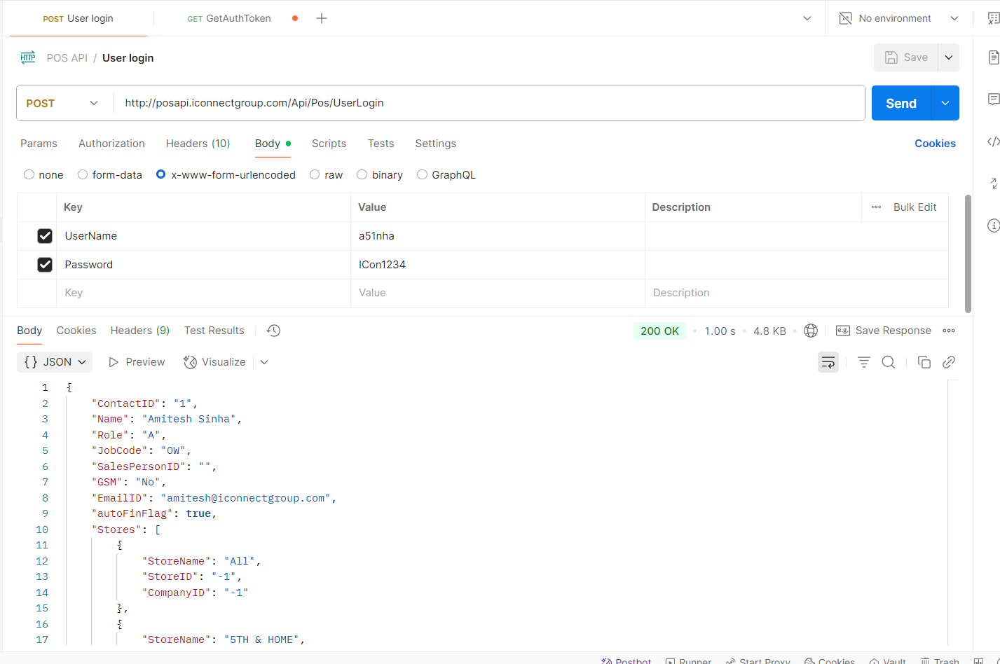 POST User login
GET GetAuthToken
No environment
HTTP POS API / User login
Save
POST http://posapi.iconnectgroup.com/Api/Pos/UserLogin
Send
Params Authorization Headers (10) Body Scripts Tests Settings Cookies
none form-data x-www-form-urlencoded raw binary GraphQL
Key Value Description Bulk Edit
UserName a51nha
Password ICon1234
Key Value Description
Body Cookies Headers (9) Test Results 200 OK 1.00 s 4.8 KB e.g. Save Response
{} JSON Preview Visualize
1 {
2 "ContactID": "1",
3 "Name": "Amitesh Sinha",
4 "Role": "A",
5 "JobCode": "OW",
6 "SalesPersonID": "",
7 "GSM": "No",
8 "EmailID": "amitesh@iconnectgroup.com",
9 "autoFinFlag": true,
10 "Stores": [
11 {
12 "StoreName": "All",
13 "StoreID": "-1",
14 "CompanyID": "-1"
15 },
16 {
17 "StoreName": "5TH & HOME",
Postbot Runner Start Proxy Cookies Vault Trash